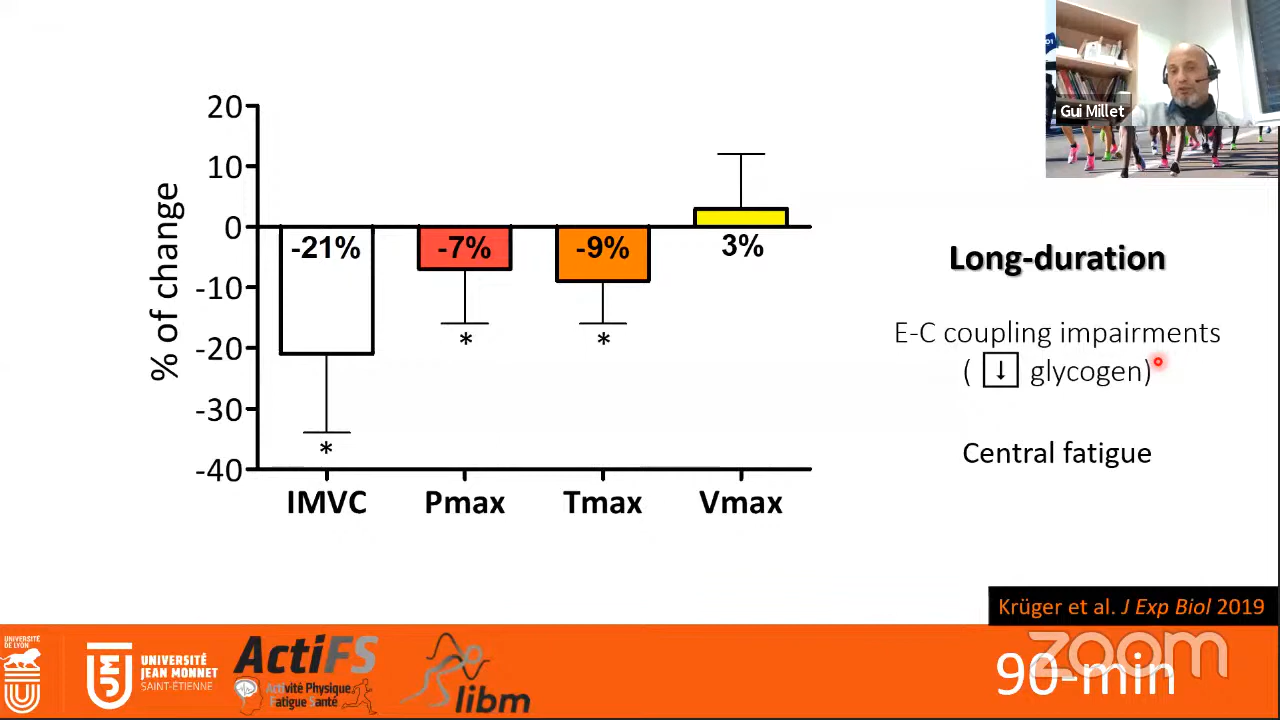 Gui Millet
20
10
0
-10
-20
-30
-40
% of change
-21%
-7%
-9%
3%
*
*
*
IMVC
Pmax
Tmax
Vmax
Long-duration
E-C coupling impairments
( ↓ glycogen)
Central fatigue
Krüger et al. J Exp Biol 2019
UNIVERSITÉ
DE LYON
UNIVERSITÉ
JEAN MONNET
SAINT-ÉTIENNE
ActiFS
Activité Physique
Fatigue Santé
libm
zoom
90-min